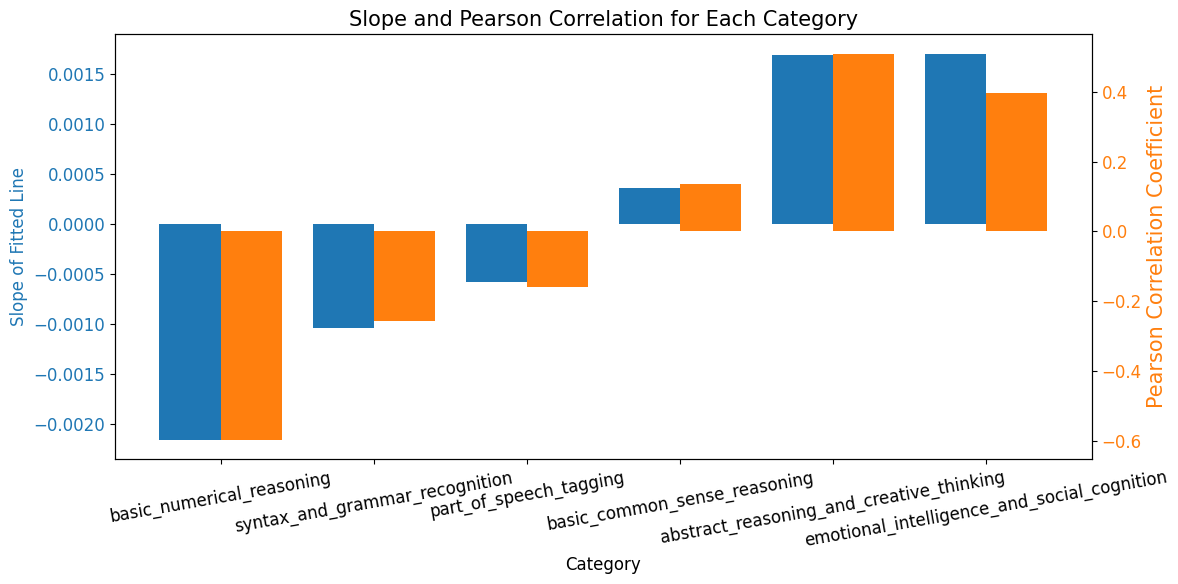 Slope and Pearson Correlation for Each Category
Slope of Fitted Line
0.0015
0.0010
0.0005
0.0000
−0.0005
−0.0010
−0.0015
−0.0020
0.4
0.2
0.0
−0.2
−0.4
−0.6
Pearson Correlation Coefficient
basic_numerical_reasoning
syntax_and_grammar_recognition
part_of_speech_tagging
basic_common_sense_reasoning
abstract_reasoning_and_creative_thinking
emotional_intelligence_and_social_cognition
Category